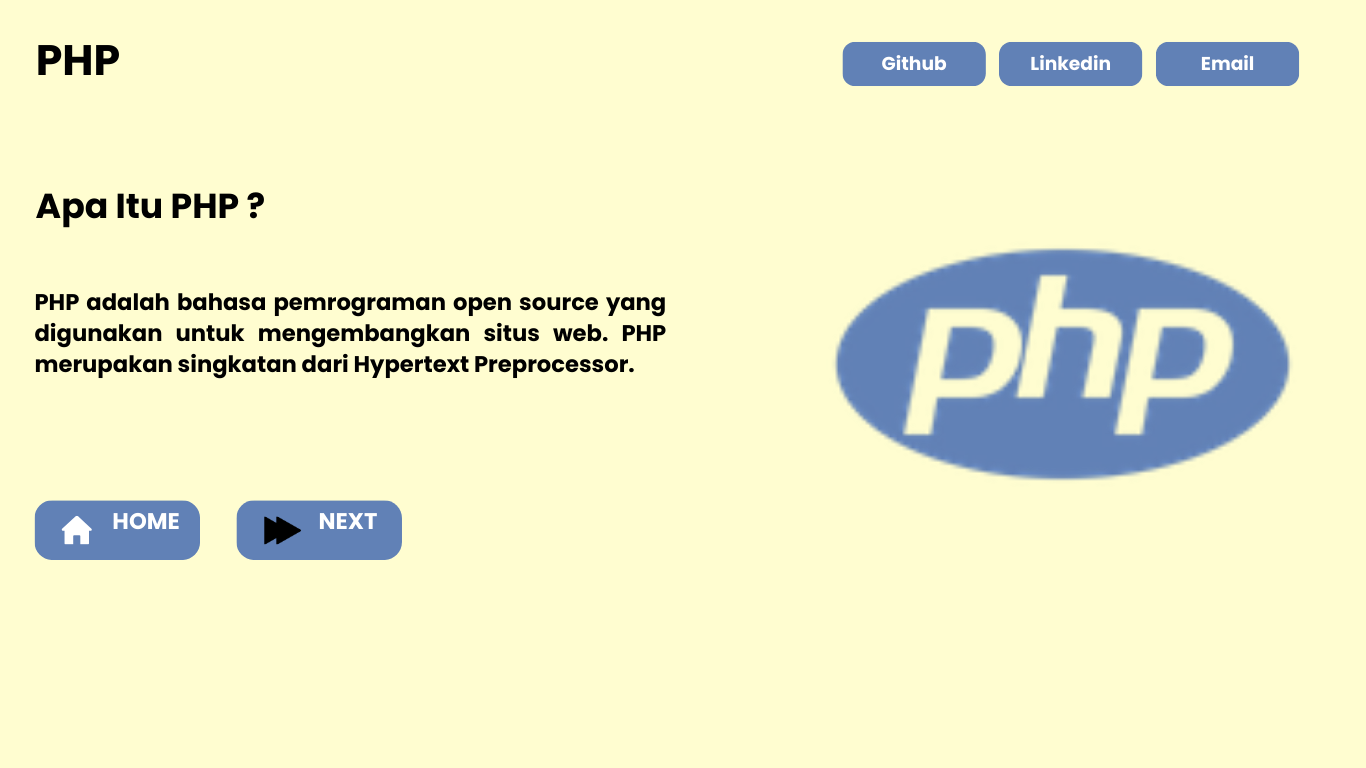 PHP
Github
Linkedin
Email
Apa Itu PHP ?
PHP adalah bahasa pemrograman open source yang
digunakan untuk mengembangkan situs web. PHP
merupakan singkatan dari Hypertext Preprocessor.
php
HOME
NEXT